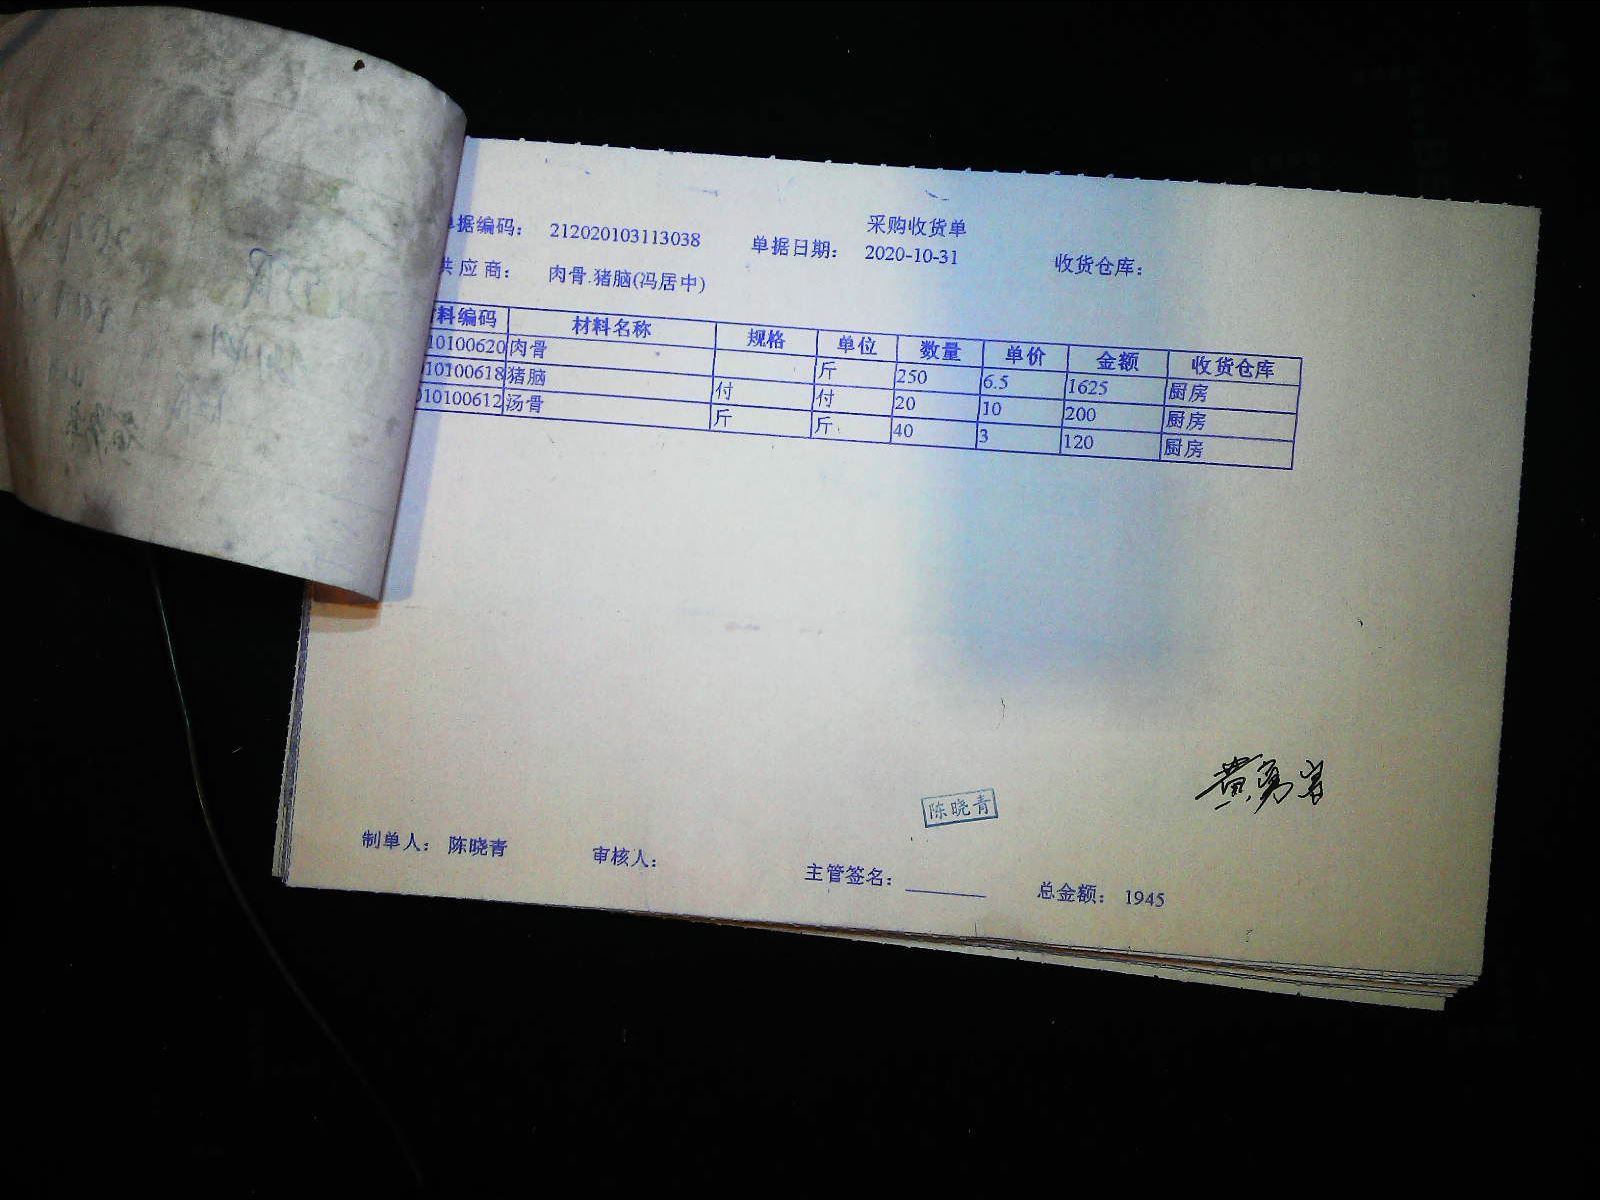 采购收货单
单据编码： 212020103113038 单据日期： 2020-10-31 收货仓库：
供 应 商： 肉骨.猪脑(冯居中)
材料编码 材料名称 规格 单位 数量 单价 金额 收货仓库
10100620 肉骨 斤 250 6.5 1625 厨房
10100618 猪脑 付 付 20 10 200 厨房
010100612 汤骨 斤 斤 40 3 120 厨房
陈晓青
制单人： 陈晓青 审核人： 主管签名： 总金额： 1945